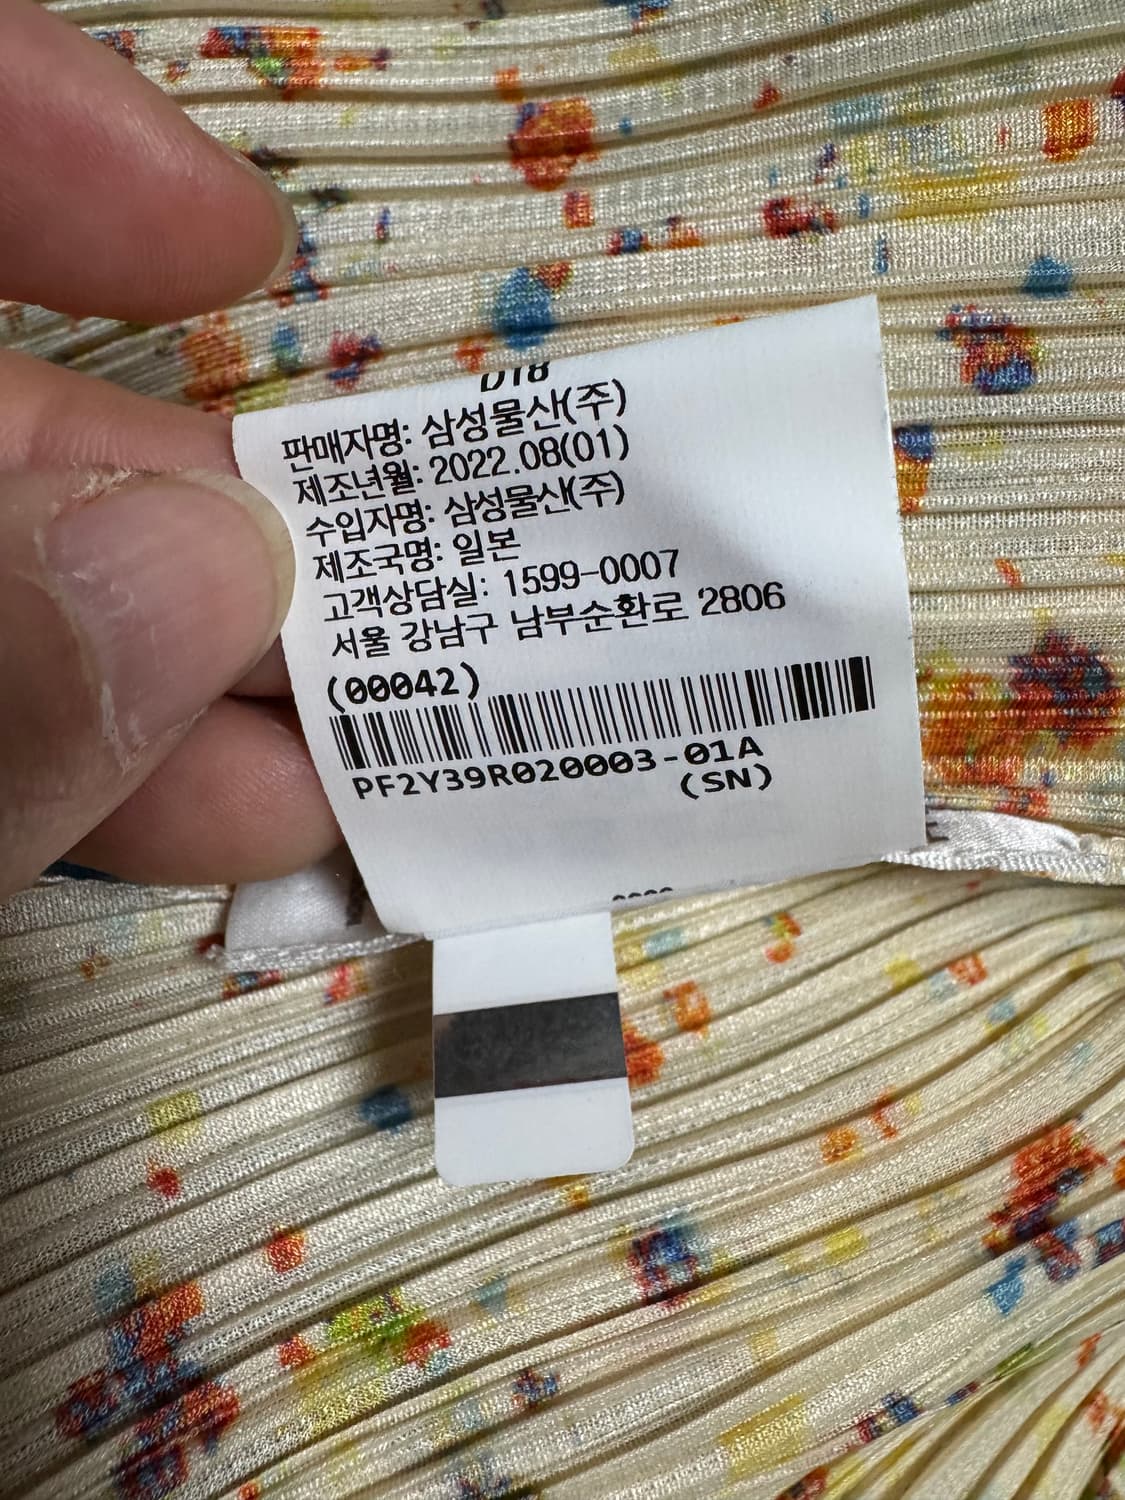 판매자명: 삼성물산(주)
제조년월: 2022.08(01)
수입자명: 삼성물산(주)
제조국명: 일본
고객상담실: 1599-0007
서울 강남구 남부순환로 2806
(00042)
PF2Y39R020003-01A
(SN)